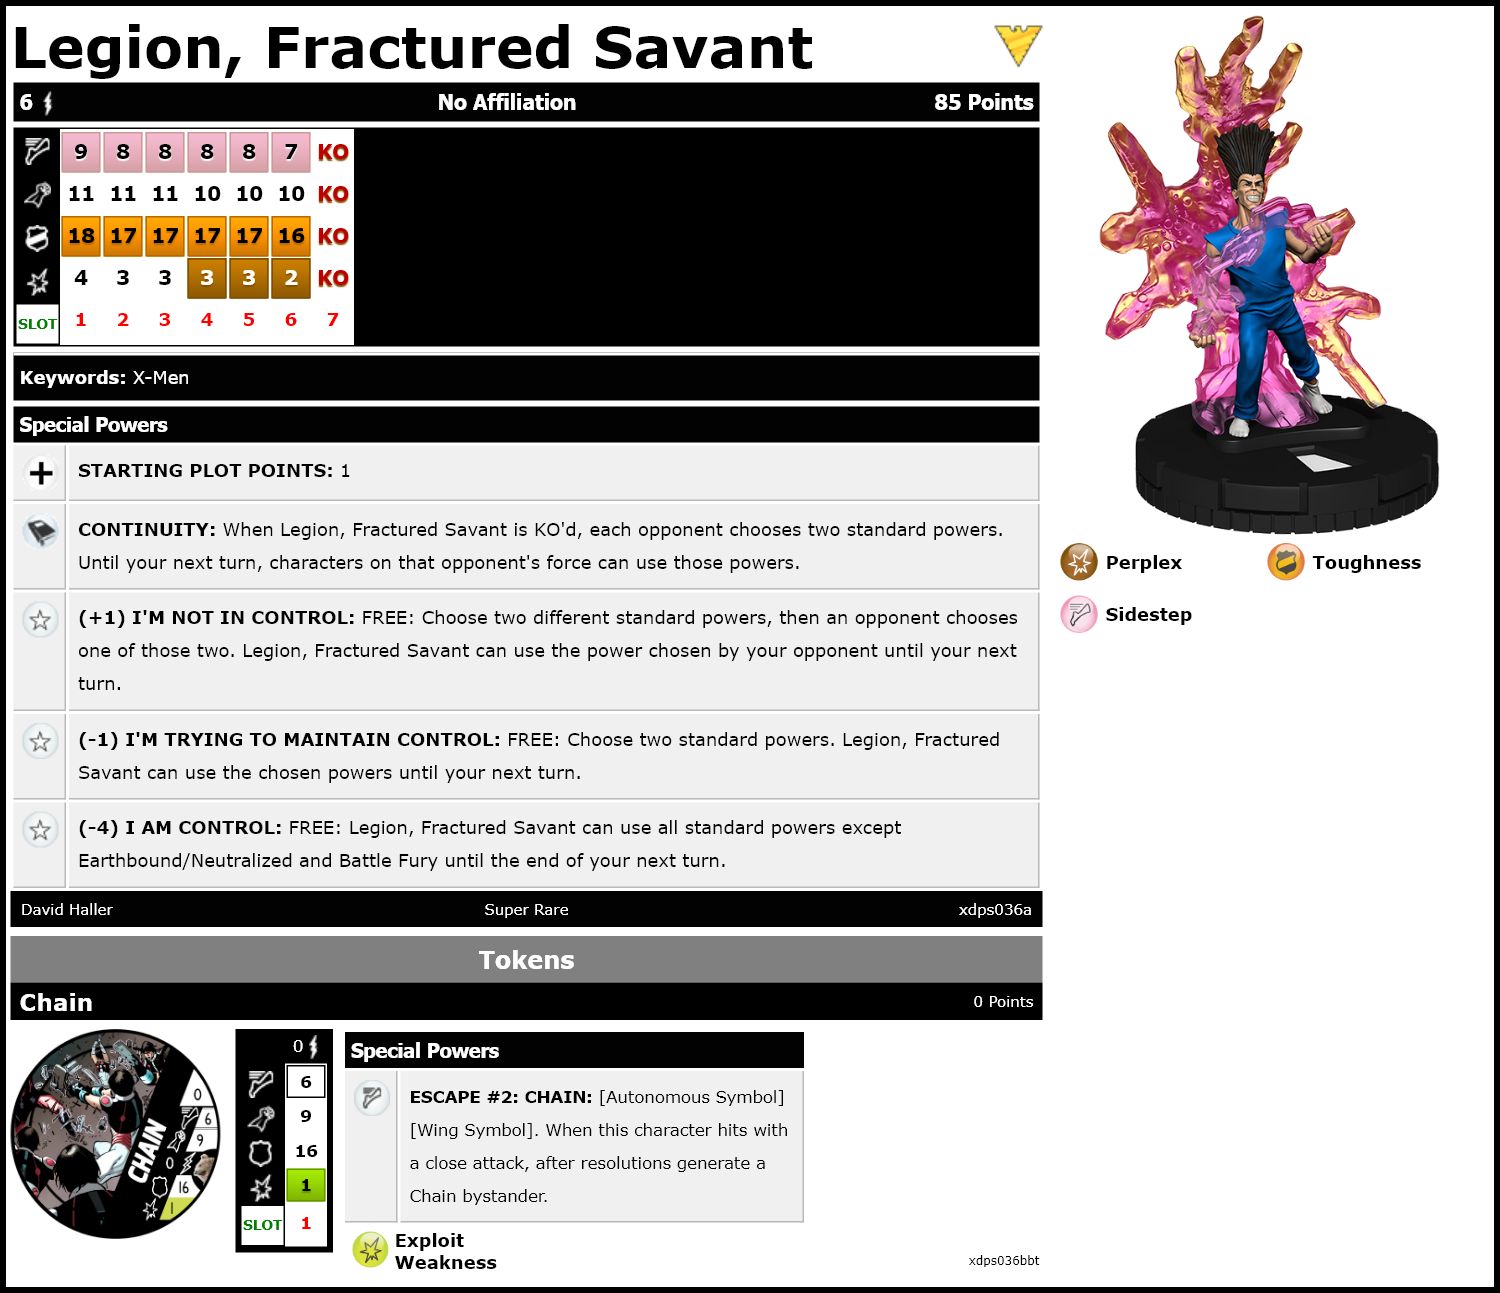 Legion, Fractured Savant
6 No Affiliation 85 Points
9 8 8 8 8 7 KO
11 11 11 10 10 10 KO
18 17 17 17 17 16 KO
4 3 3 3 3 2 KO
SLOT 1 2 3 4 5 6 7
Keywords: X-Men
Special Powers
STARTING PLOT POINTS: 1
CONTINUITY: When Legion, Fractured Savant is KO'd, each opponent chooses two standard powers.
Until your next turn, characters on that opponent's force can use those powers.
(+1) I'M NOT IN CONTROL: FREE: Choose two different standard powers, then an opponent chooses
one of those two. Legion, Fractured Savant can use the power chosen by your opponent until your next
turn.
(-1) I'M TRYING TO MAINTAIN CONTROL: FREE: Choose two standard powers. Legion, Fractured
Savant can use the chosen powers until your next turn.
(-4) I AM CONTROL: FREE: Legion, Fractured Savant can use all standard powers except
Earthbound/Neutralized and Battle Fury until the end of your next turn.
David Haller Super Rare xdps036a
Perplex Toughness
Sidestep
Tokens
Chain 0 Points
CHAIN
0
6
9
0
16
1
0
6
9
16
1
SLOT 1
Special Powers
ESCAPE #2: CHAIN: [Autonomous Symbol]
[Wing Symbol]. When this character hits with
a close attack, after resolutions generate a
Chain bystander.
Exploit
Weakness
xdps036bbt